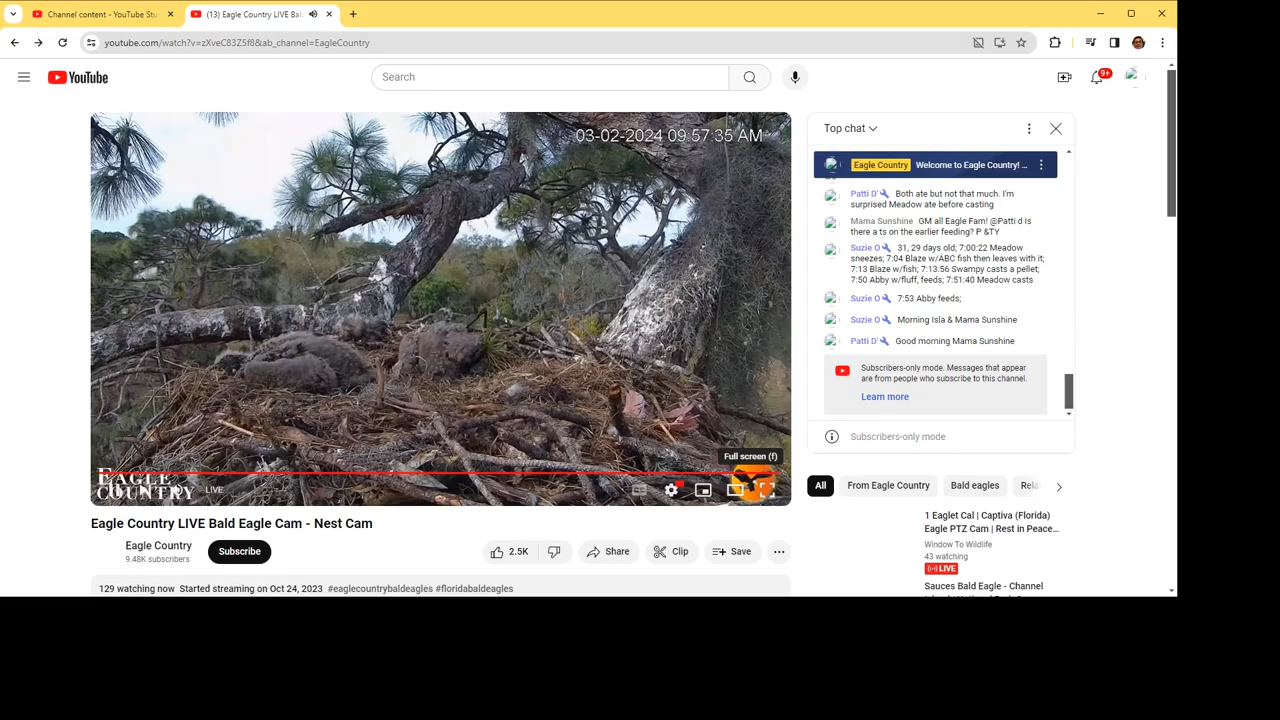 Channel content - YouTube Stu
(13) Eagle Country LIVE Bal
youtube.com/watch?v=zXveC83Z5f8&ab_channel=EagleCountry
YouTube
Search
9+
03-02-2024 09:57:35 AM
EAGLE
COUNTRY
LIVE
Full screen (f)
Eagle Country LIVE Bald Eagle Cam - Nest Cam
Eagle Country
9.48K subscribers
Subscribe
2.5K
Share
Clip
Save
129 watching now Started streaming on Oct 24, 2023 #eaglecountrybaldeagles #floridabaldeagles
Top chat
Eagle Country Welcome to Eagle Country! ...
Patti D' Both ate but not that much. I'm
surprised Meadow ate before casting
Mama Sunshine GM all Eagle Fam! @Patti d Is
there a ts on the earlier feeding? P &TY
Suzie O 31, 29 days old; 7:00:22 Meadow
sneezes; 7:04 Blaze w/ABC fish then leaves with it;
7:13 Blaze w/fish; 7:13:56 Swampy casts a pellet;
7:50 Abby w/fluff, feeds; 7:51:40 Meadow casts
Suzie O 7:53 Abby feeds;
Suzie O Morning Isla & Mama Sunshine
Patti D' Good morning Mama Sunshine
Subscribers-only mode. Messages that appear
are from people who subscribe to this channel.
Learn more
Subscribers-only mode
All
From Eagle Country
Bald eagles
Rela
1 Eaglet Cal | Captiva (Florida)
Eagle PTZ Cam | Rest in Peace...
Window To Wildlife
43 watching
LIVE
Sauces Bald Eagle - Channel